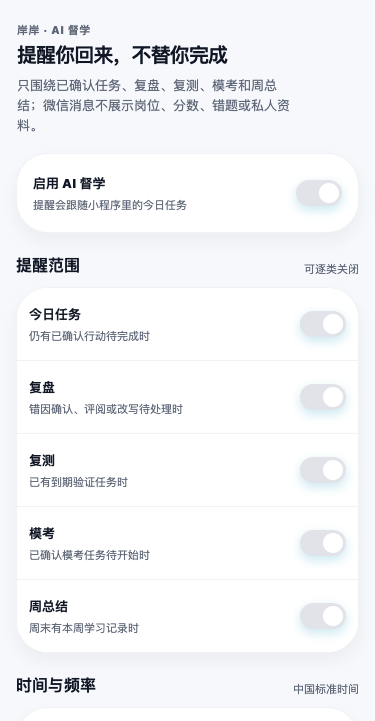 岸岸 · AI 督学
提醒你回来，不替你完成
只围绕已确认任务、复盘、复测、模考和周总
结；微信消息不展示岗位、分数、错题或私人资
料。
启用 AI 督学
提醒会跟随小程序里的今日任务
提醒范围
可逐类关闭
今日任务
仍有已确认行动待完成时
复盘
错因确认、评阅或改写待处理时
复测
已有到期验证任务时
模考
已确认模考任务待开始时
周总结
周末有本周学习记录时
时间与频率
中国标准时间